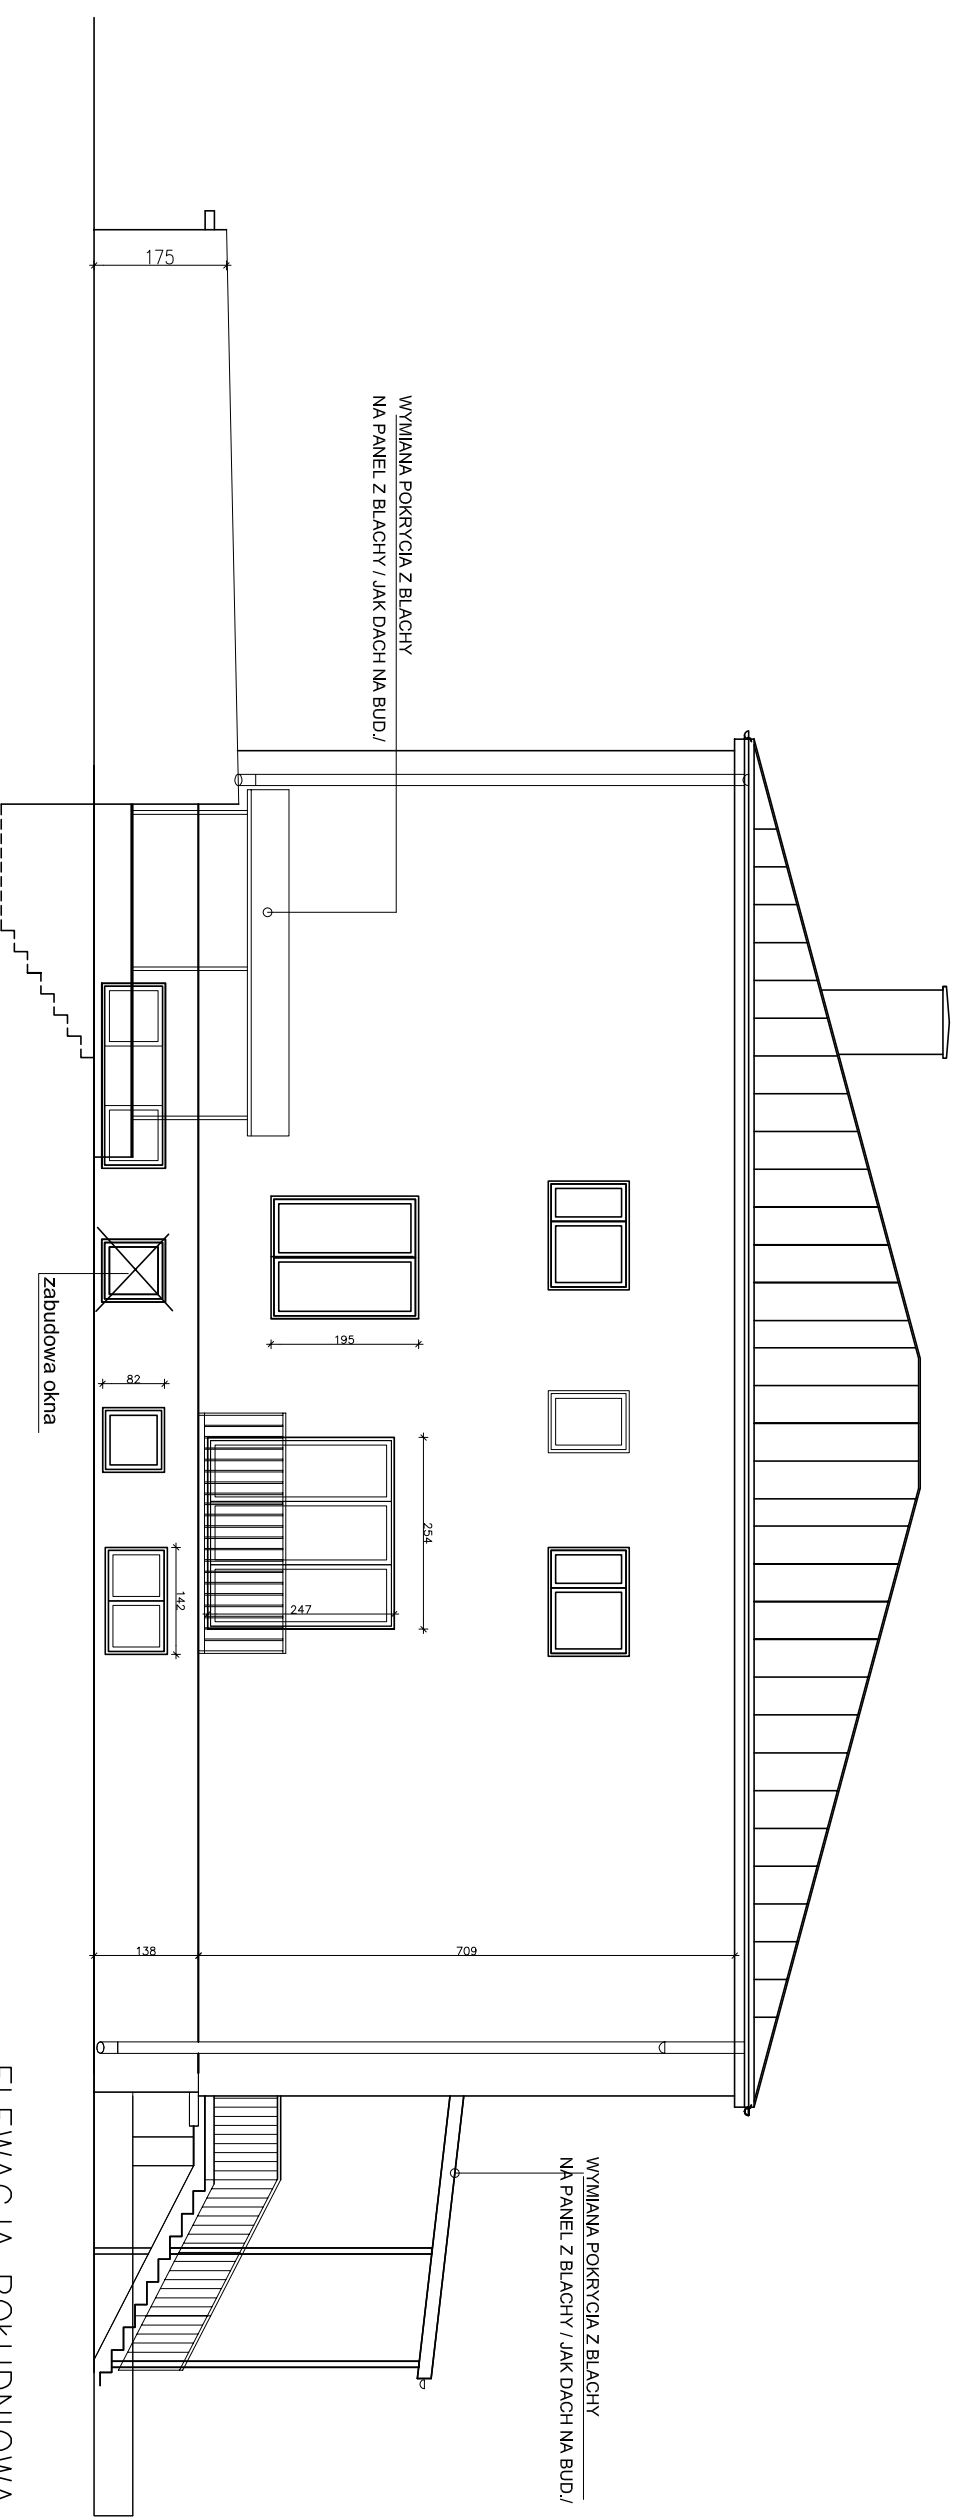 WYMIANA POKRYCIA Z BLACHY
NA PANEL Z BLACHY / JAK DACH NA BUD./
WYMIANA POKRYCIA Z BLACHY
NA PANEL Z BLACHY / JAK DACH NA BUD./
175
195
254
247
82
142
138
709
zabudowa okna
ELEWACJA POŁUDNIOWA